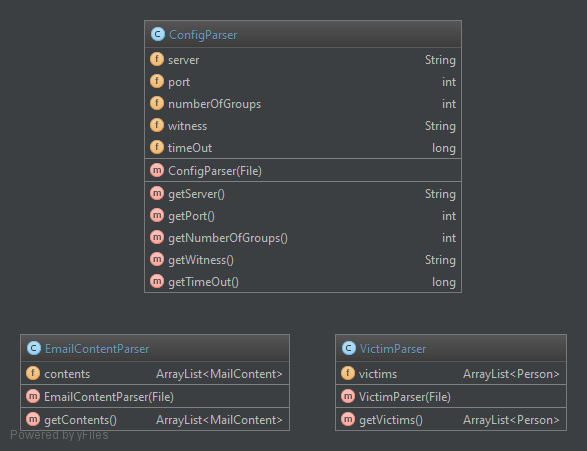 C ConfigParser
f server String
f port int
f numberOfGroups int
f witness String
f timeOut long
m ConfigParser(File)
m getServer() String
m getPort() int
m getNumberOfGroups() int
m getWitness() String
m getTimeOut() long
C EmailContentParser
f contents ArrayList<MailContent>
m EmailContentParser(File)
m getContents() ArrayList<MailContent>
C VictimParser
f victims ArrayList<Person>
m VictimParser(File)
m getVictims() ArrayList<Person>
Powered by yFiles